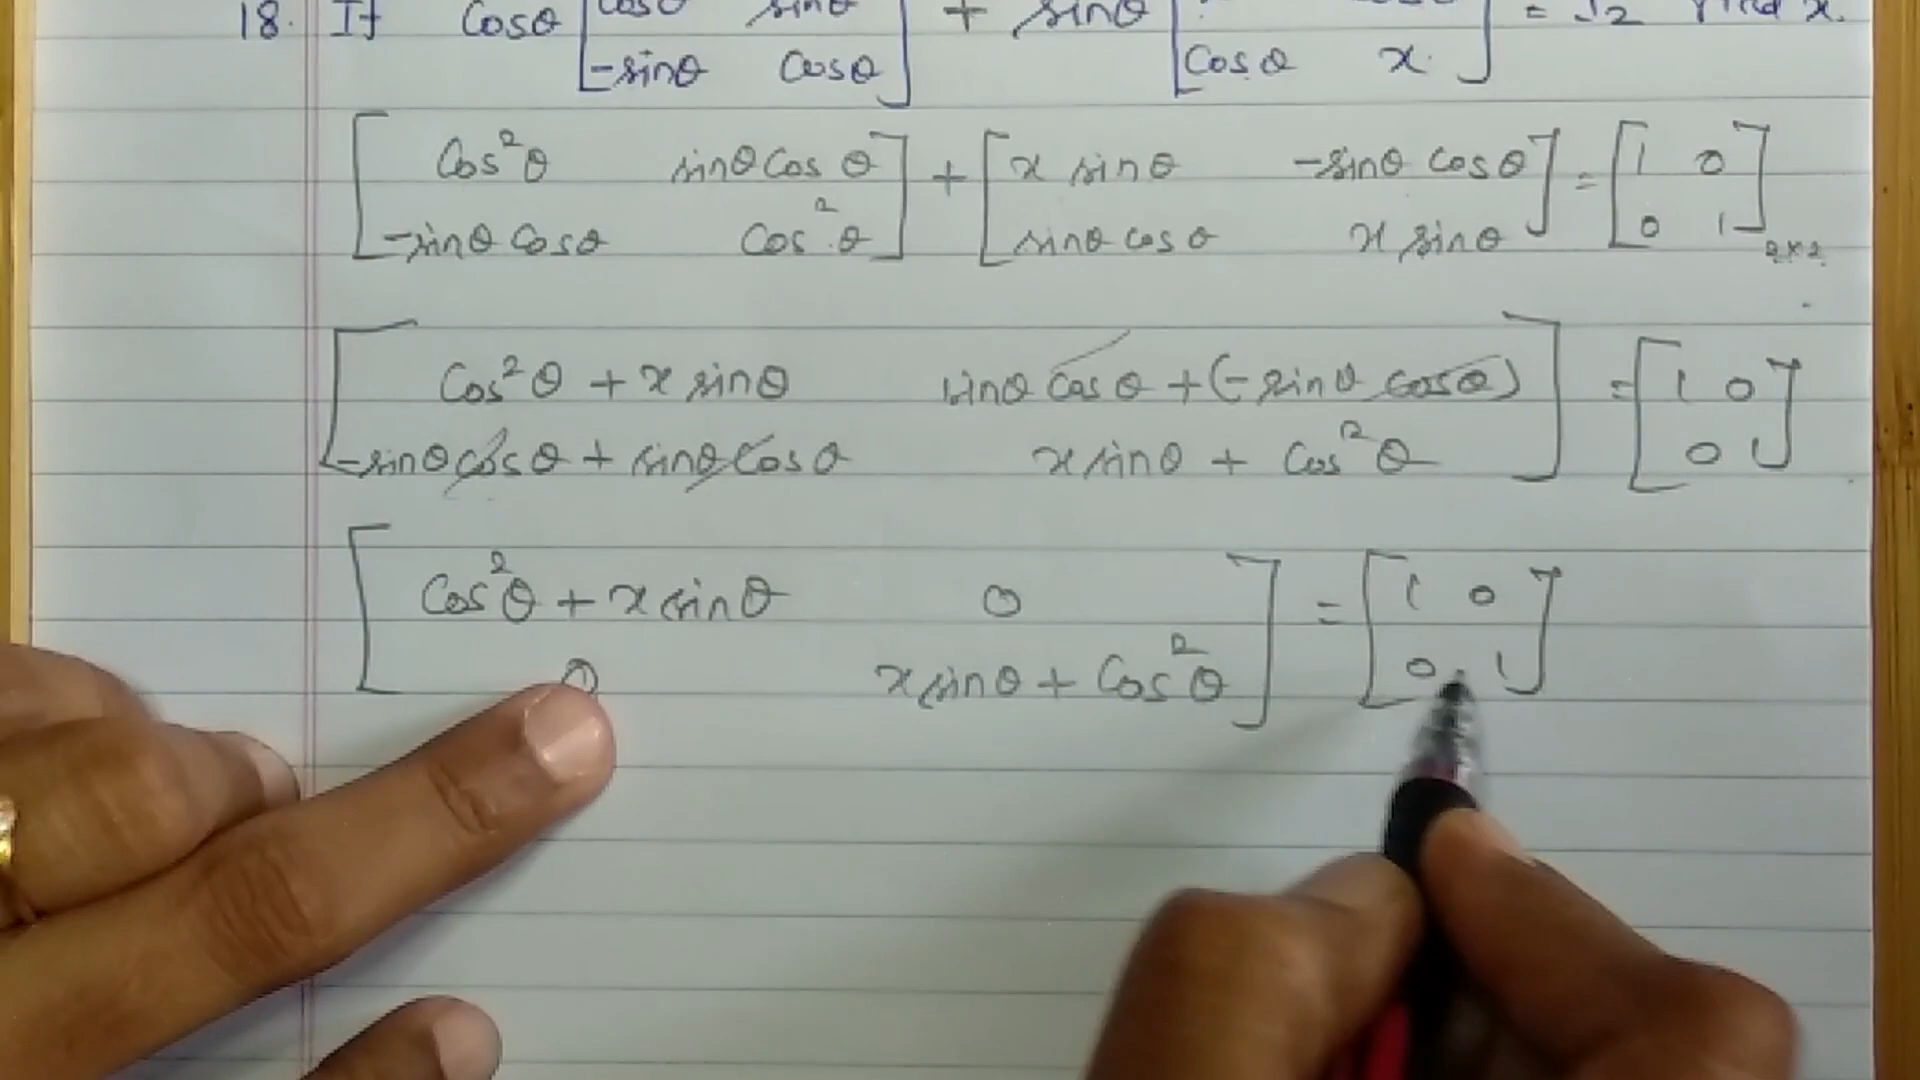 18. If Cosθ [cosθ sinθ] + sinθ [ ] = I2 Find x.
[-sinθ Cosθ] [Cosθ x]
[Cos²θ sinθ Cosθ] + [x sinθ -sinθ Cosθ] = [1 0]
[-sinθ Cosθ Cos²θ] [sinθ cosθ x sinθ] [0 1] 2×2
[Cos²θ + x sinθ sinθ Cosθ + (-sinθ cosθ)] = [1 0]
[-sinθ cosθ + sinθ Cosθ x sinθ + Cos²θ] [0 1]
[Cos²θ + x sinθ 0] = [1 0]
[0 x sinθ + Cos²θ] [0 1]